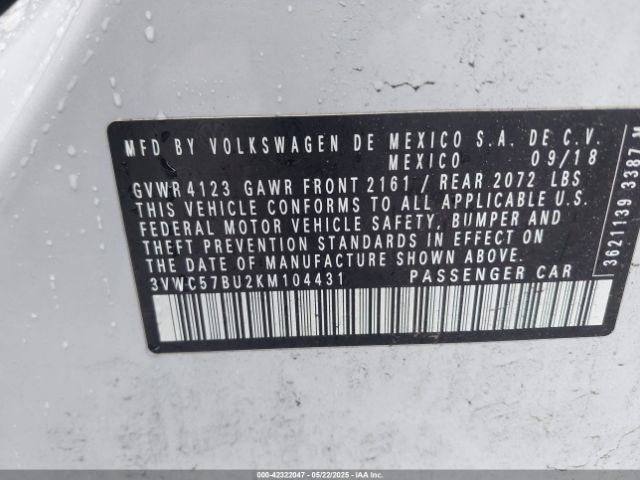 MFD BY VOLKSWAGEN DE MEXICO S.A. DE C.V.
MEXICO 09/18
GVWR 4123 GAWR FRONT 2161 / REAR 2072 LBS
THIS VEHICLE CONFORMS TO ALL APPLICABLE U.S.
FEDERAL MOTOR VEHICLE SAFETY, BUMPER AND
THEFT PREVENTION STANDARDS IN EFFECT ON
THE DATE OF MANUFACTURE SHOWN ABOVE.
3VWC57BU2KM104431 PASSENGER CAR
3621139 3387
000-42322047 - 05/22/2025 - IAA Inc.